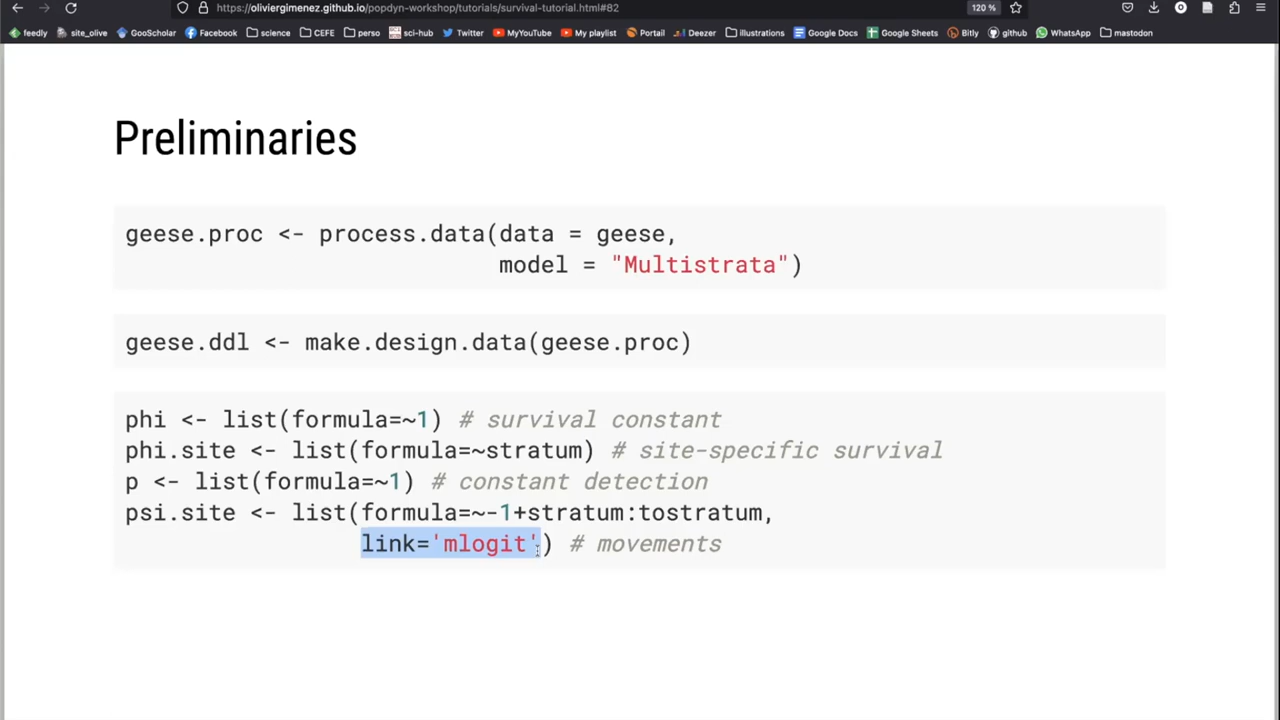 https://oliviergimenez.github.io/popdyn-workshop/tutorials/survival-tutorial.html#82
120 %
feedly
site_olive
GooScholar
Facebook
science
CEFE
perso
sci-hub
Twitter
MyYouTube
My playlist
Portail
Deezer
illustrations
Google Docs
Google Sheets
Bitly
github
WhatsApp
mastodon
Preliminaries
geese.proc <- process.data(data = geese,
model = "Multistrata")
geese.ddl <- make.design.data(geese.proc)
phi <- list(formula=~1) # survival constant
phi.site <- list(formula=~stratum) # site-specific survival
p <- list(formula=~1) # constant detection
psi.site <- list(formula=~-1+stratum:tostratum,
link='mlogit') # movements